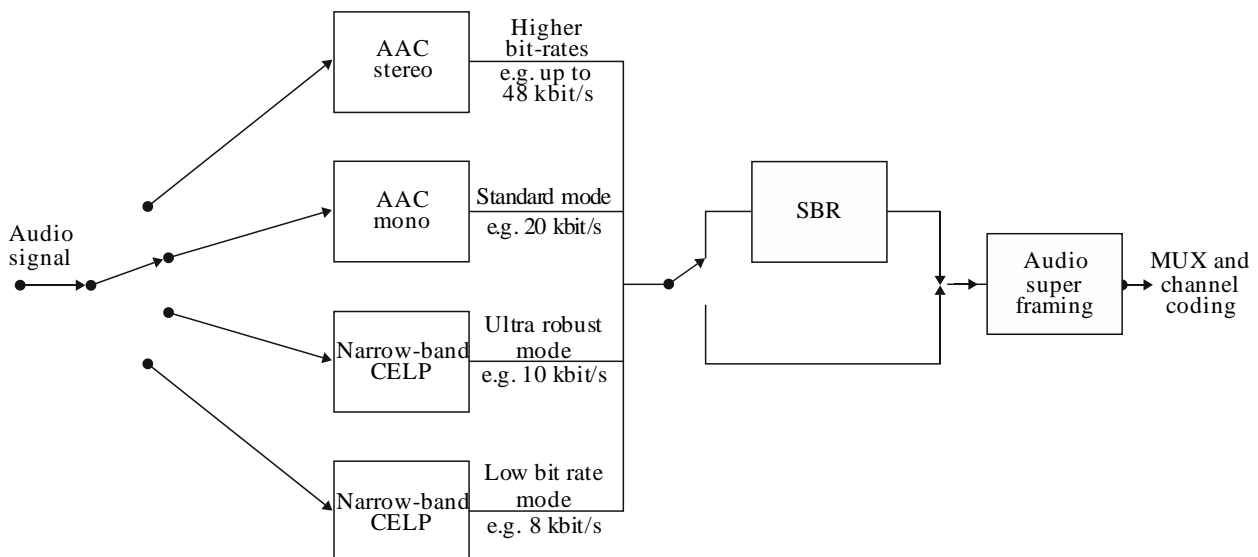 Audio
signal
AAC
stereo
Higher
bit-rates
e.g. up to
48 kbit/s
AAC
mono
Standard mode
e.g. 20 kbit/s
Narrow-band
CELP
Ultra robust
mode
e.g. 10 kbit/s
Narrow-band
CELP
Low bit rate
mode
e.g. 8 kbit/s
SBR
Audio
super
framing
MUX and
channel
coding